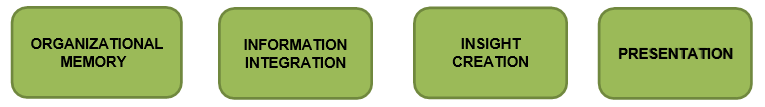 ORGANIZATIONAL
MEMORY
INFORMATION
INTEGRATION
INSIGHT
CREATION
PRESENTATION